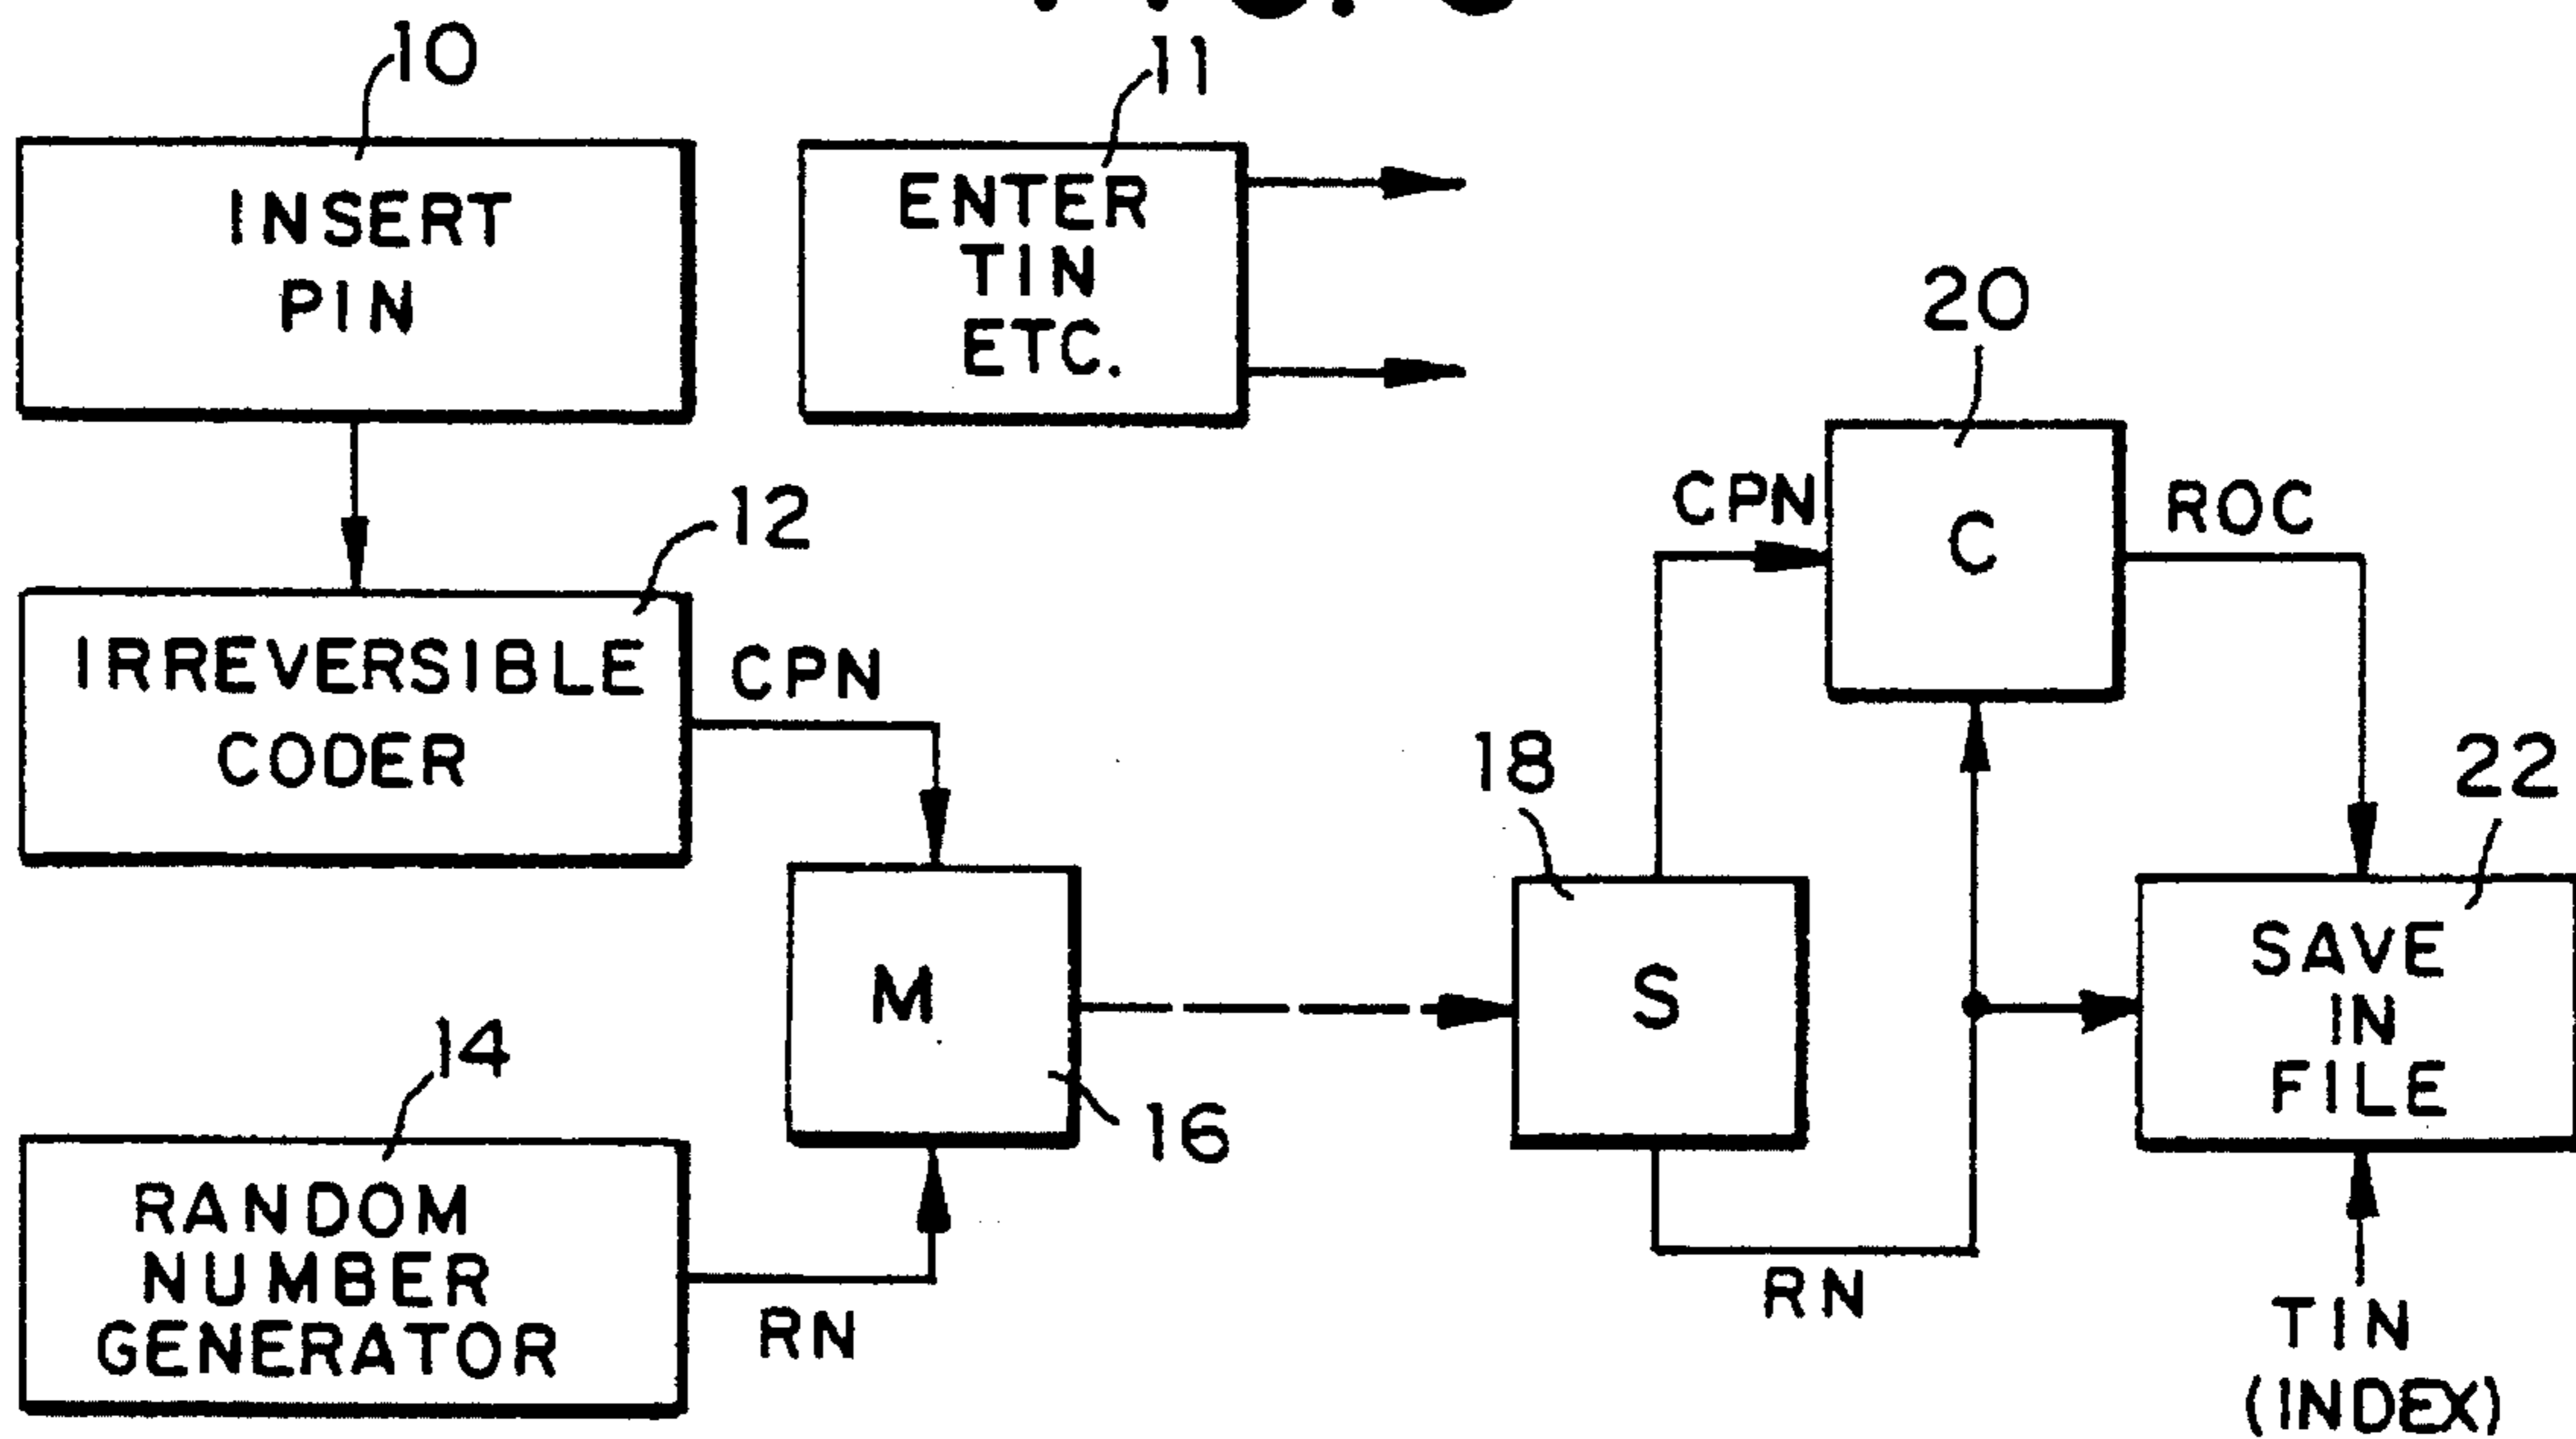 10
11
INSERT
PIN
ENTER
TIN
ETC.
20
CPN
C
ROC
12
IRREVERSIBLE
CODER
CPN
18
22
M
S
SAVE
IN
FILE
14
16
RANDOM
NUMBER
GENERATOR
RN
RN
TIN
(INDEX)